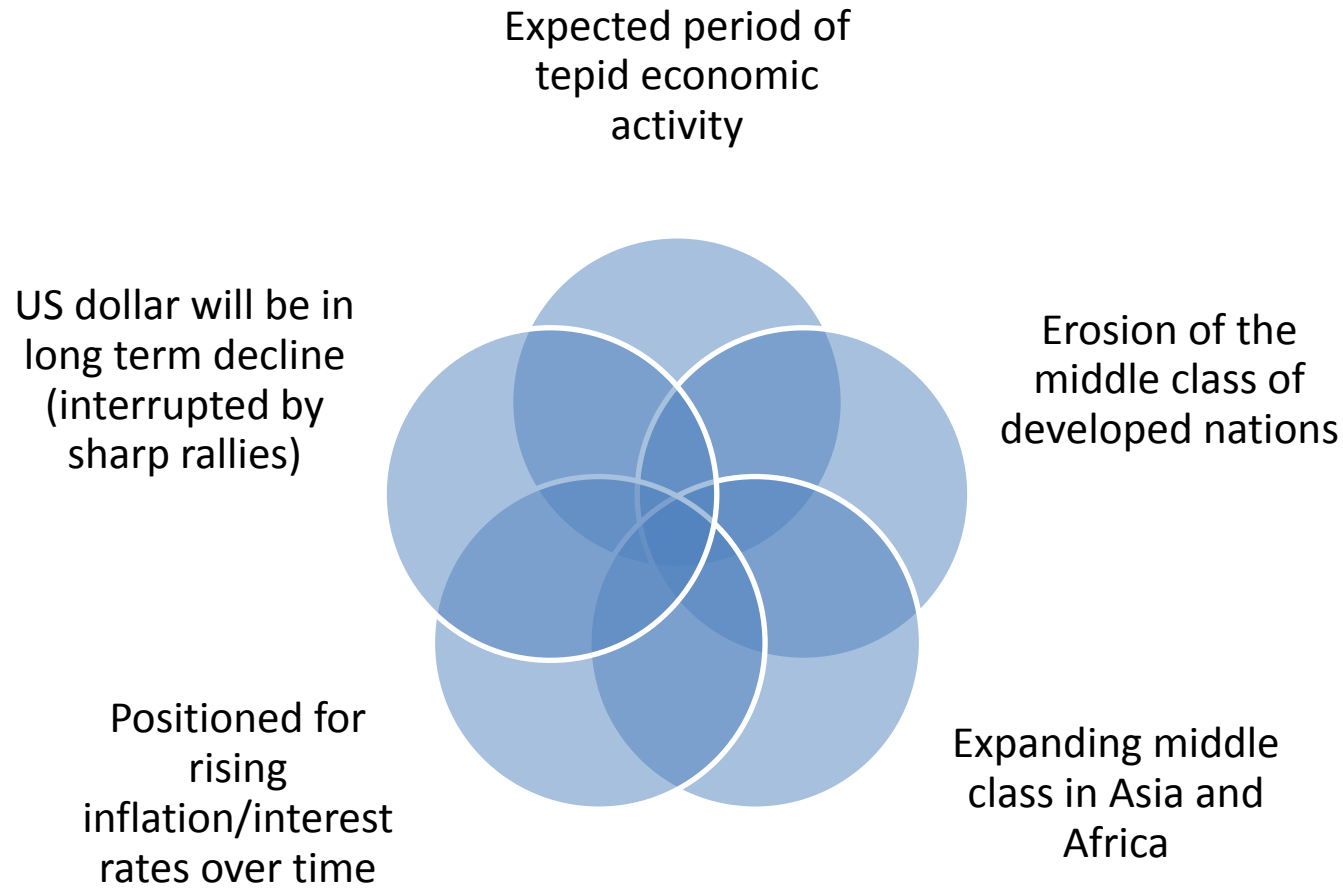 Expected period of
tepid economic
activity
US dollar will be in
long term decline
(interrupted by
sharp rallies)
Erosion of the
middle class of
developed nations
Positioned for
rising
inflation/interest
rates over time
Expanding middle
class in Asia and
Africa